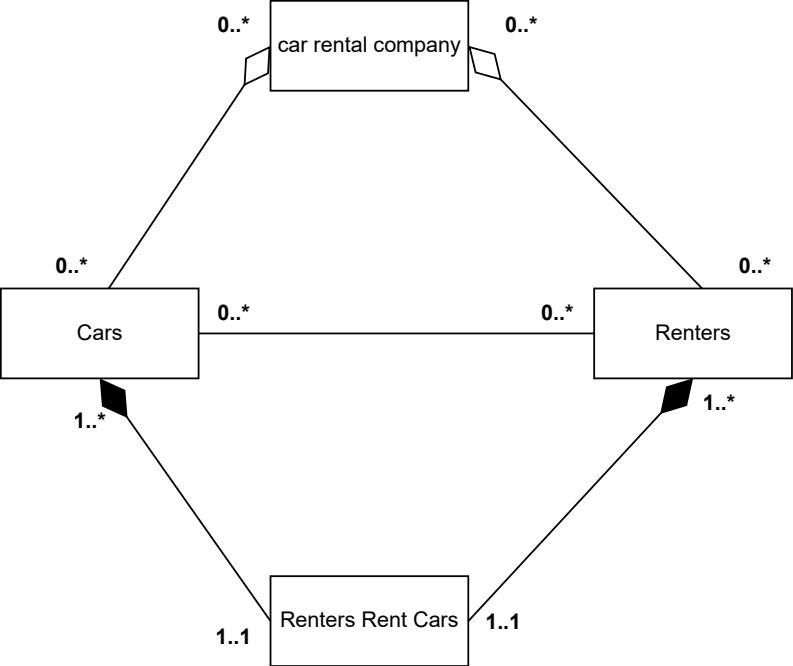 0..*
0..*
car rental company
0..*
0..*
Cars
0..*
0..*
Renters
1..*
1..*
Renters Rent Cars
1..1
1..1